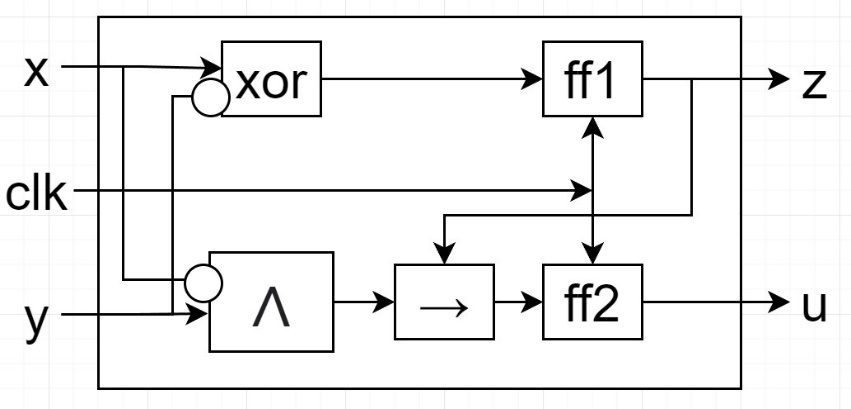 x
xor
ff1
z
clk
y
Λ
→
ff2
u